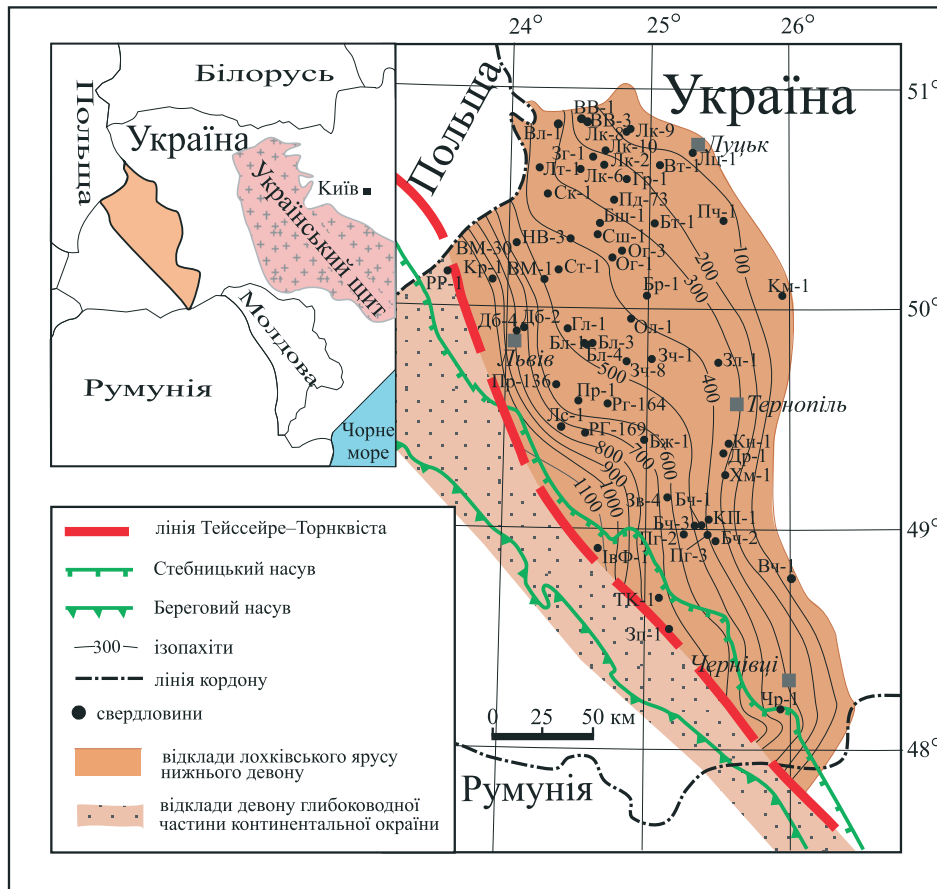 24°
25°
26°
51°
50°
49°
48°
Білорусь
Польща
Україна
Київ
Український щит
Молдова
Румунія
Чорне
море
Україна
Польща
Румунія
Луцьк
Львів
Тернопіль
Чернівці
ВВ-1
ВВ-3
Вл-1
Лк-8
Лк-9
Лк-10
Зг-1
Лк-2
Лц-1
Лт-1
Лк-6
Гр-1
Вт-1
Ск-1
Пд-73
Бш-1
Бт-1
Пч-1
НВ-3
Сш-1
ВМ-30
Ог-3
Кр-1
ВМ-1
Ст-1
Ог-1
РР-1
Бр-1
Км-1
Дб-4
Дб-2
Гл-1
Ол-1
Бл-1
Бл-3
Бл-4
Зч-1
Зч-8
Зл-1
Пр-136
Пр-1
Рг-164
Лс-1
РГ-169
Бж-1
Кн-1
Др-1
Хм-1
Зв-4
Бч-1
Бч-3
КП-1
Пг-2
Пг-3
Бч-2
ІвФ-1
Вч-1
ТК-1
Зп-1
Чр-1
100
200
300
400
500
600
700
800
900
1000
1100
0 25 50 км
лінія Тейссейре–Торнквіста
Стебницький насув
Береговий насув
300 ізопахіти
лінія кордону
свердловини
відклади лохківського ярусу
нижнього девону
відклади девону глибоководної
частини континентальної окраїни